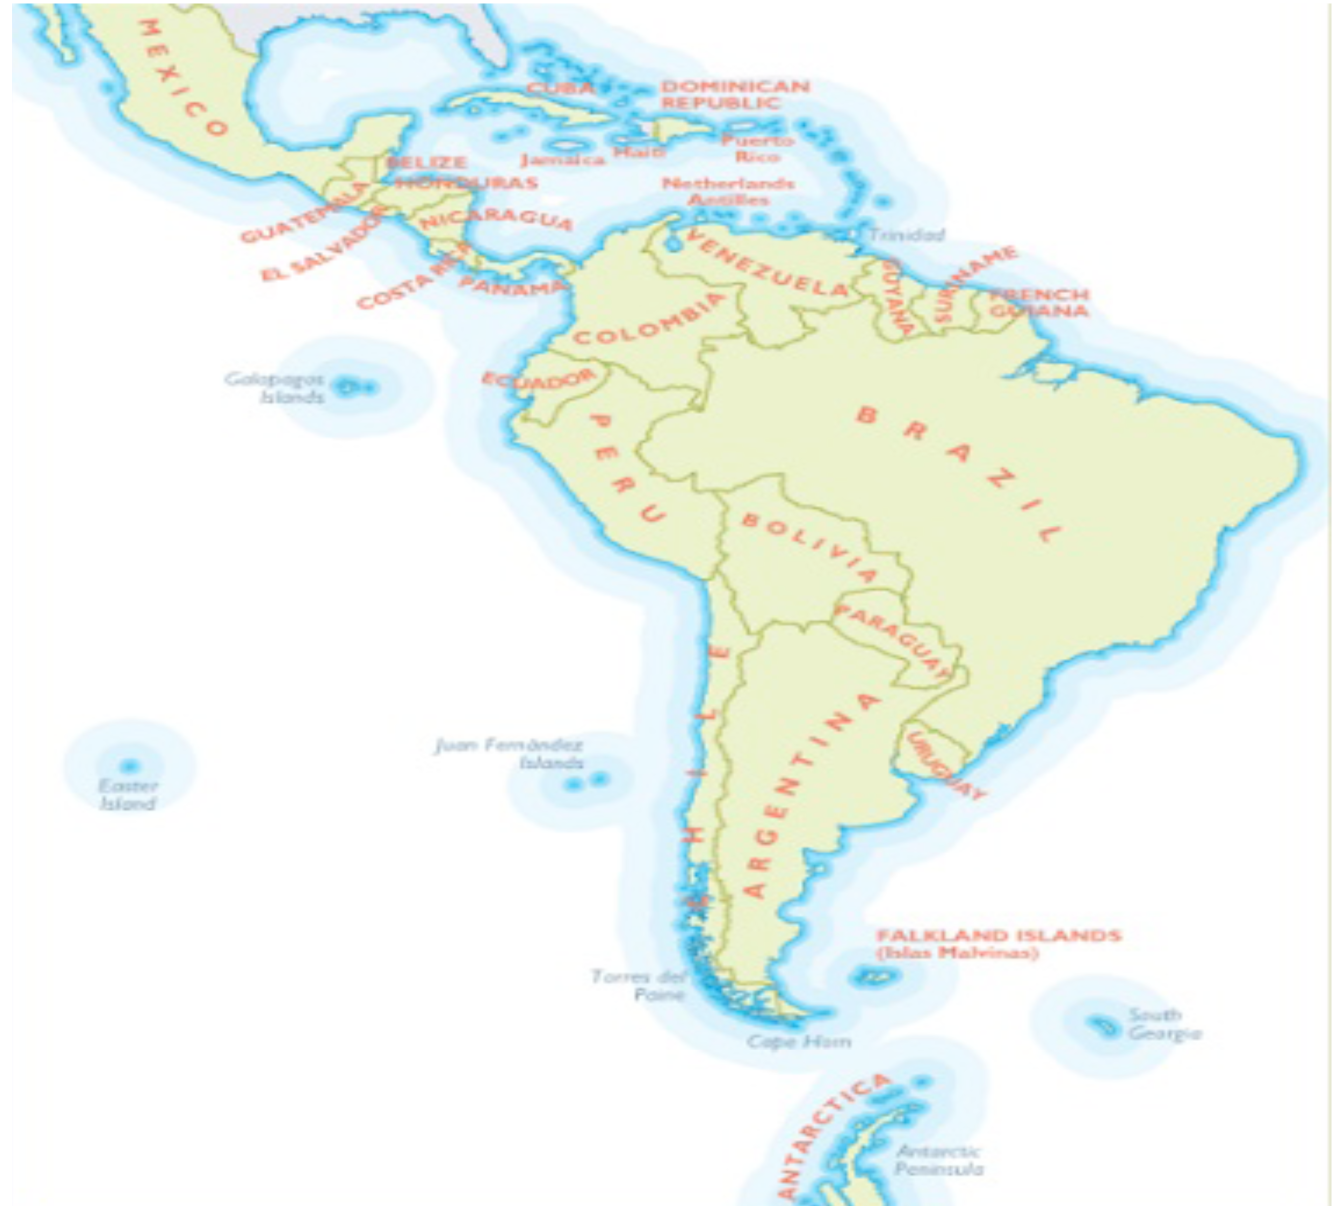 MEXICO
CUBA
DOMINICAN
REPUBLIC
Jamaica
Haiti
Puerto
Rico
BELIZE
HONDURAS
Netherlands
Antilles
GUATEMALA
NICARAGUA
EL SALVADOR
COSTA RICA
PANAMA
Trinidad
VENEZUELA
GUYANA
SURINAME
FRENCH
GUIANA
COLOMBIA
Galapagos
Islands
ECUADOR
PERU
BRAZIL
BOLIVIA
PARAGUAY
CHILE
ARGENTINA
URUGUAY
Easter
Island
Juan Fernández
Islands
FALKLAND ISLANDS
(Islas Malvinas)
Torres del
Paine
Cape Horn
South
Georgia
ANTARCTICA
Antarctic
Peninsula